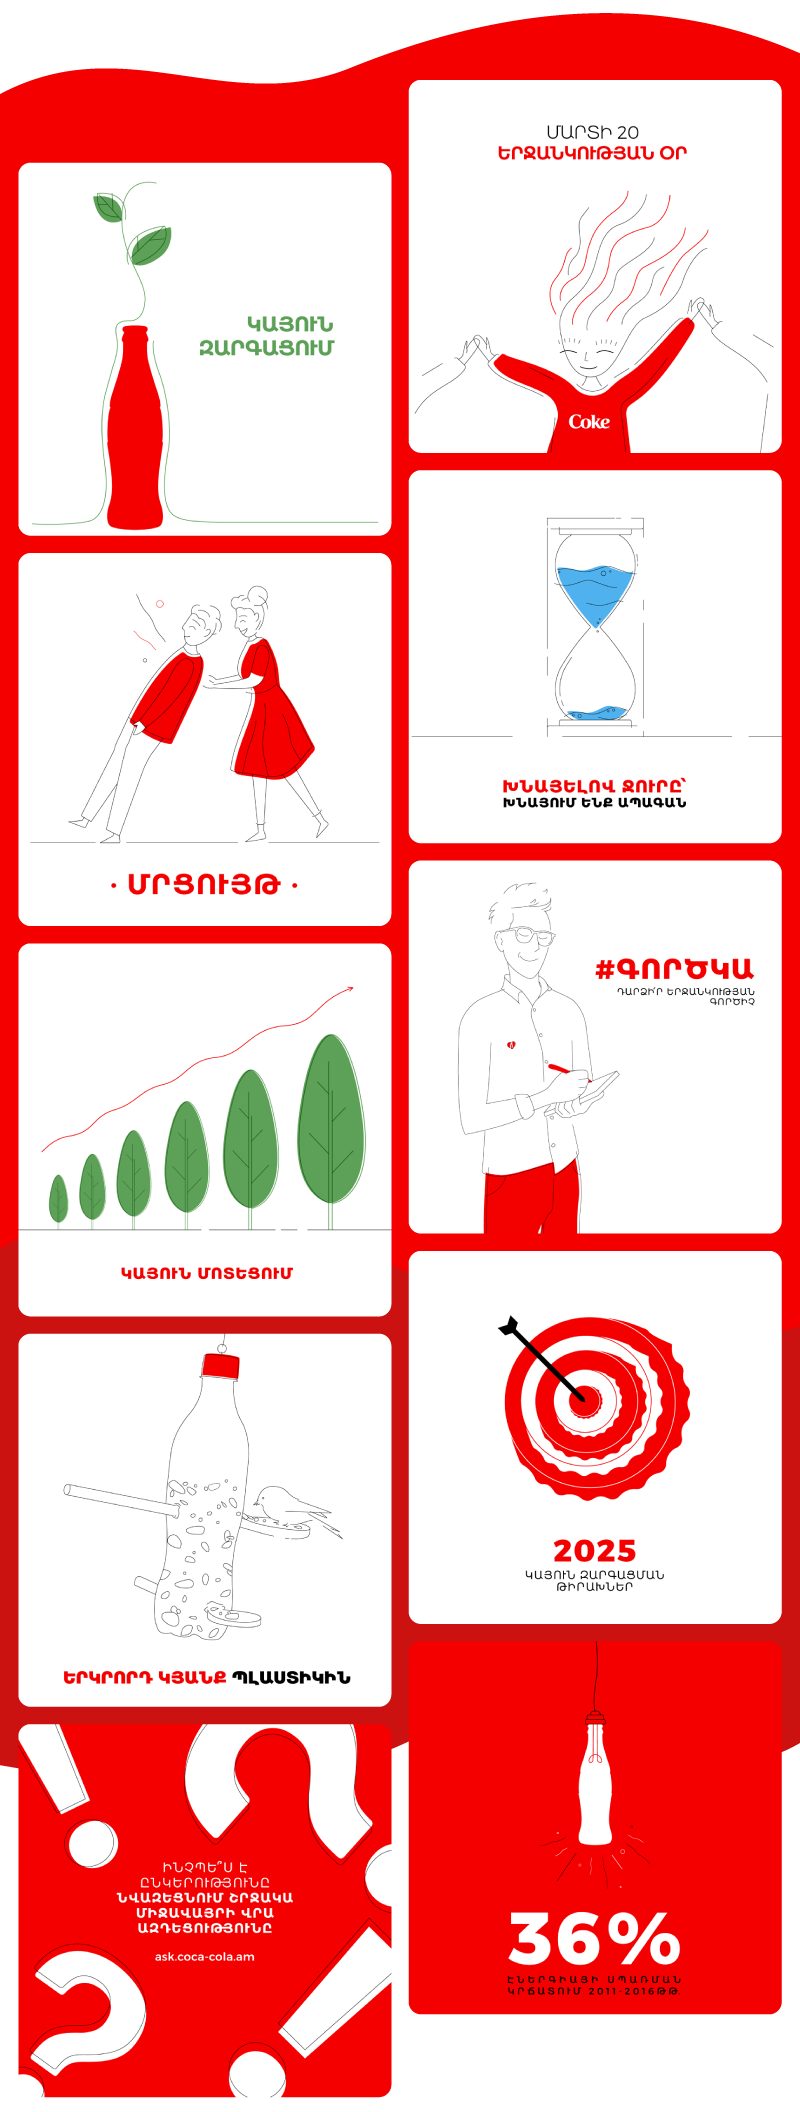 ՄԱՐՏԻ 20
ԵՐՋԱՆԿՈՒԹՅԱՆ ՕՐ
Coke
ԿԱՅՈՒՆ
ԶԱՐԳԱՑՈՒՄ
ԽՆԱՅԵԼՈՎ ՋՈՒՐԸ՝
ԽՆԱՅՈՒՄ ԵՆՔ ԱՊԱԳԱՆ
• ՄՐՑՈՒՅԹ •
#ԳՈՐԾԿԱ
ԴԱՐՁԻ՛Ր ԵՐՋԱՆԿՈՒԹՅԱՆ
ԳՈՐԾԻՉ
ԿԱՅՈՒՆ ՄՈՏԵՑՈՒՄ
2025
ԿԱՅՈՒՆ ԶԱՐԳԱՑՄԱՆ
ԹԻՐԱԽՆԵՐ
ԵՐԿՐՈՐԴ ԿՅԱՆՔ ՊԼԱՍՏԻԿԻՆ
ԻՆՉՊԵ՞Ս Է
ԸՆԿԵՐՈՒԹՅՈՒՆԸ
ՆՎԱԶԵՑՆՈՒՄ ՇՐՋԱԿԱ
ՄԻՋԱՎԱՅՐԻ ՎՐԱ
ԱԶԴԵՑՈՒԹՅՈՒՆԸ
ask.coca-cola.am
36%
ԷՆԵՐԳԻԱՅԻ ՍՊԱՌՄԱՆ
ԿՐՃԱՏՈՒՄ 2011-2016ԹԹ.